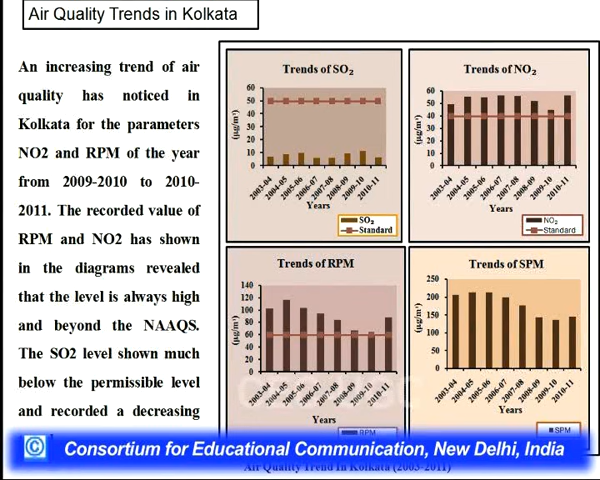 Air Quality Trends in Kolkata
An increasing trend of air
quality has noticed in
Kolkata for the parameters
NO2 and RPM of the year
from 2009-2010 to 2010-
2011. The recorded value of
RPM and NO2 has shown
in the diagrams revealed
that the level is always high
and beyond the NAAQS.
The SO2 level shown much
below the permissible level
and recorded a decreasing
Trends of SO₂
(µg/m³)
60
50
40
30
20
10
0
2003-04 2004-05 2005-06 2006-07 2007-08 2008-09 2009-10 2010-11
Years
SO₂
Standard
Trends of NO₂
(µg/m³)
60
50
40
30
20
10
0
2003-04 2004-05 2005-06 2006-07 2007-08 2008-09 2009-10 2010-11
Years
NO₂
Standard
Trends of RPM
(µg/m³)
140
120
100
80
60
40
20
0
2003-04 2004-05 2005-06 2006-07 2007-08 2008-09 2009-10 2010-11
Years
RPM
Trends of SPM
(µg/m³)
250
200
150
100
50
0
2003-04 2004-05 2005-06 2006-07 2007-08 2008-09 2009-10 2010-11
Years
SPM
© Consortium for Educational Communication, New Delhi, India
Air Quality Trend In Kolkata (2003-2011)